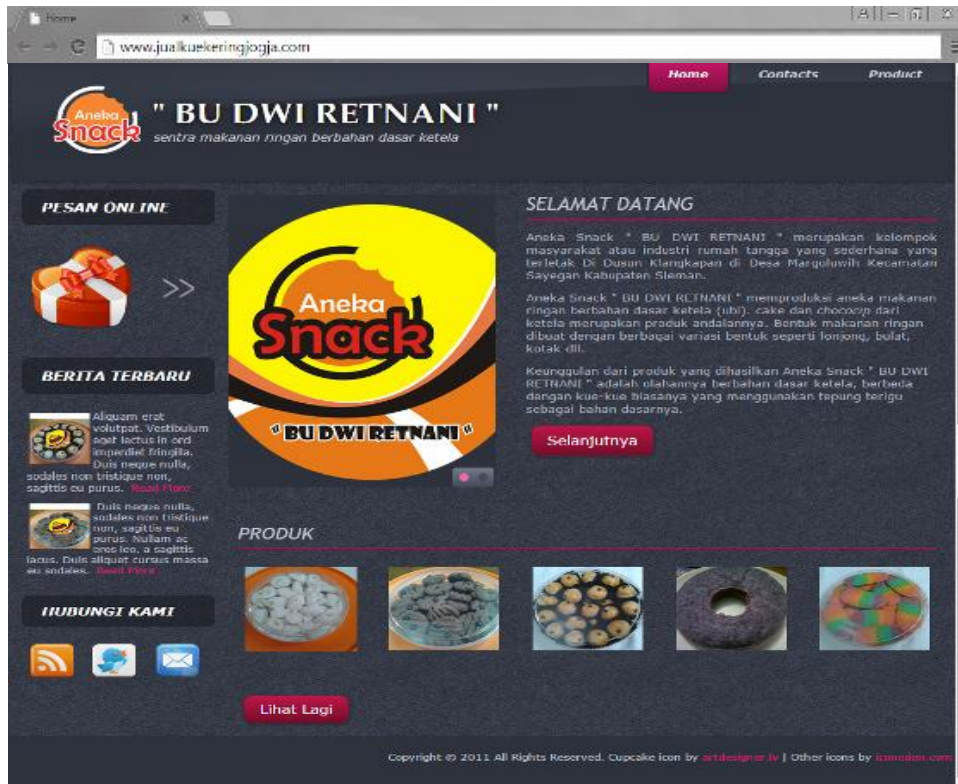 Home
www.jualkuekeringjogja.com
Home Contacts Product
Aneka
Snack
" BU DWI RETNANI "
sentra makanan ringan berbahan dasar ketela
PESAN ONLINE
BERITA TERBARU
Aliquam erat
volutpat. Vestibulum
eget lectus in ord
imperdiet fringilla.
Duis neque nulla,
sodales non tristique non,
sagittis eu purus. Read More
Duis neque nulla,
sodales non tristique
non, sagittis eu
purus. Nullam ac
eros leo, a sagittis
lacus. Duis aliquet cursus massa
eu sodales. Read More
HUBUNGI KAMI
Aneka
Snack
" BU DWI RETNANI "
SELAMAT DATANG
Aneka Snack " BU DWI RETNANI " merupakan kelompok
masyarakat atau industri rumah tangga yang sederhana yang
terletak Di Dusun Klangkapan di Desa Margoluwih Kecamatan
Sayegan Kabupaten Sleman.
Aneka Snack " BU DWI RETNANI " memproduksi aneka makanan
ringan berbahan dasar ketela (ubi). cake dan chococip dari
ketela merupakan produk andalannya. Bentuk makanan ringan
dibuat dengan berbagai variasi bentuk seperti lonjong, bulat,
kotak dll.
Keunggulan dari produk yang dihasilkan Aneka Snack " BU DWI
RETNANI " adalah olahannya berbahan dasar ketela, berbeda
dengan kue-kue biasanya yang menggunakan tepung terigu
sebagai bahan dasarnya.
Selanjutnya
PRODUK
Lihat Lagi
Copyright © 2011 All Rights Reserved. Cupcake icon by artdesigner.lv | Other icons by iconeden.com